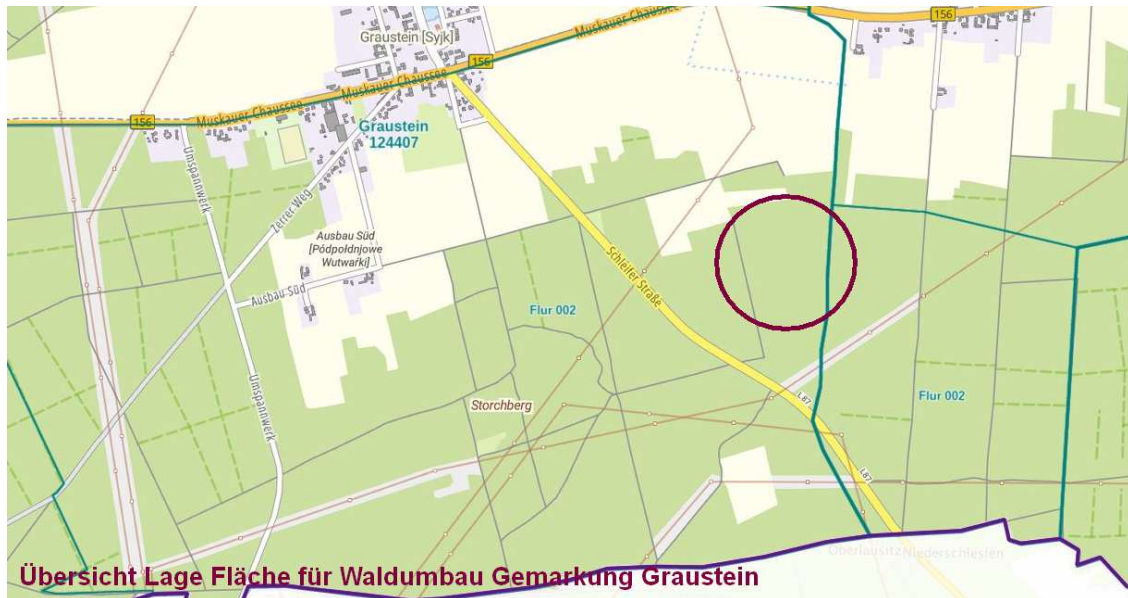 156
Muskauer Chaussee
Graustein [Syjk]
156
Muskauer Chaussee
156
Muskauer Chaussee
Graustein
124407
Umspannwerk
Zerrer Weg
Ausbau Süd
[Pódpołdnjowe
Wutwarki]
Ausbau Süd
Schleifer Straße
Flur 002
Umspannwerk
Storchberg
L87
Flur 002
L87
Oberlausitz Niederschlesien
Übersicht Lage Fläche für Waldumbau Gemarkung Graustein